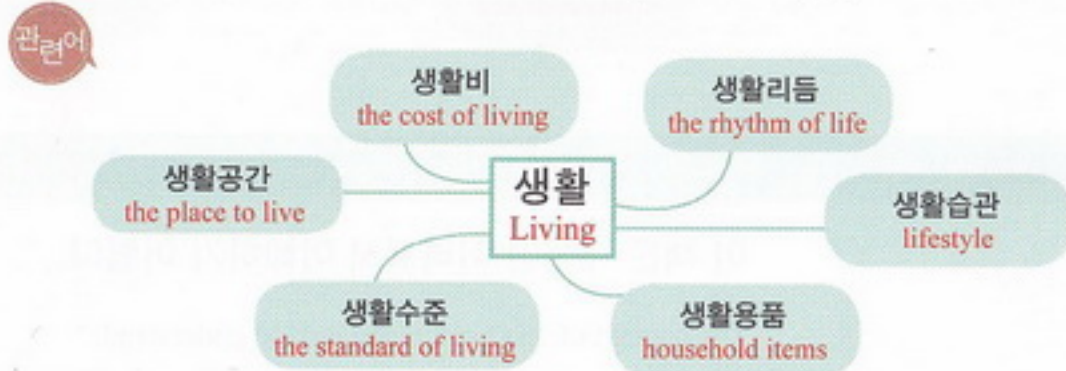 관련어
생활비
the cost of living
생활리듬
the rhythm of life
생활공간
the place to live
생활
Living
생활습관
lifestyle
생활수준
the standard of living
생활용품
household items